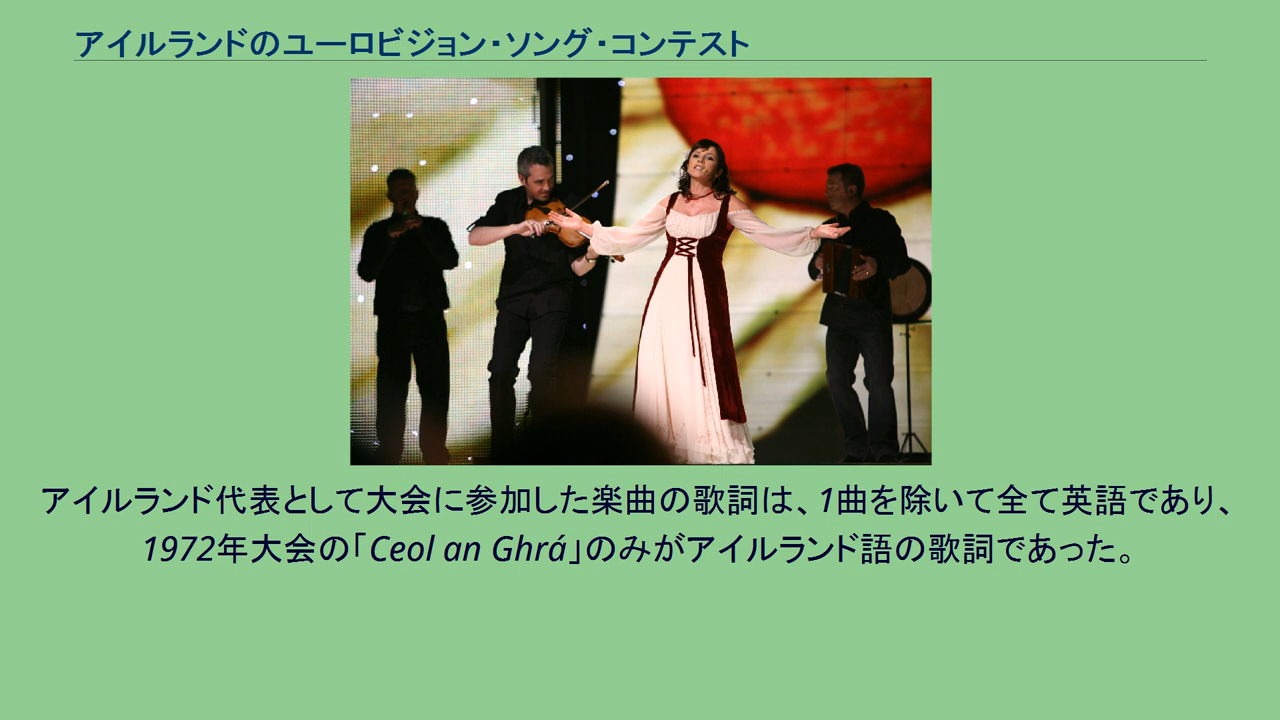 アイルランドのユーロビジョン・ソング・コンテスト
アイルランド代表として大会に参加した楽曲の歌詞は、1曲を除いて全て英語であり、
1972年大会の「Ceol an Ghrá」のみがアイルランド語の歌詞であった。